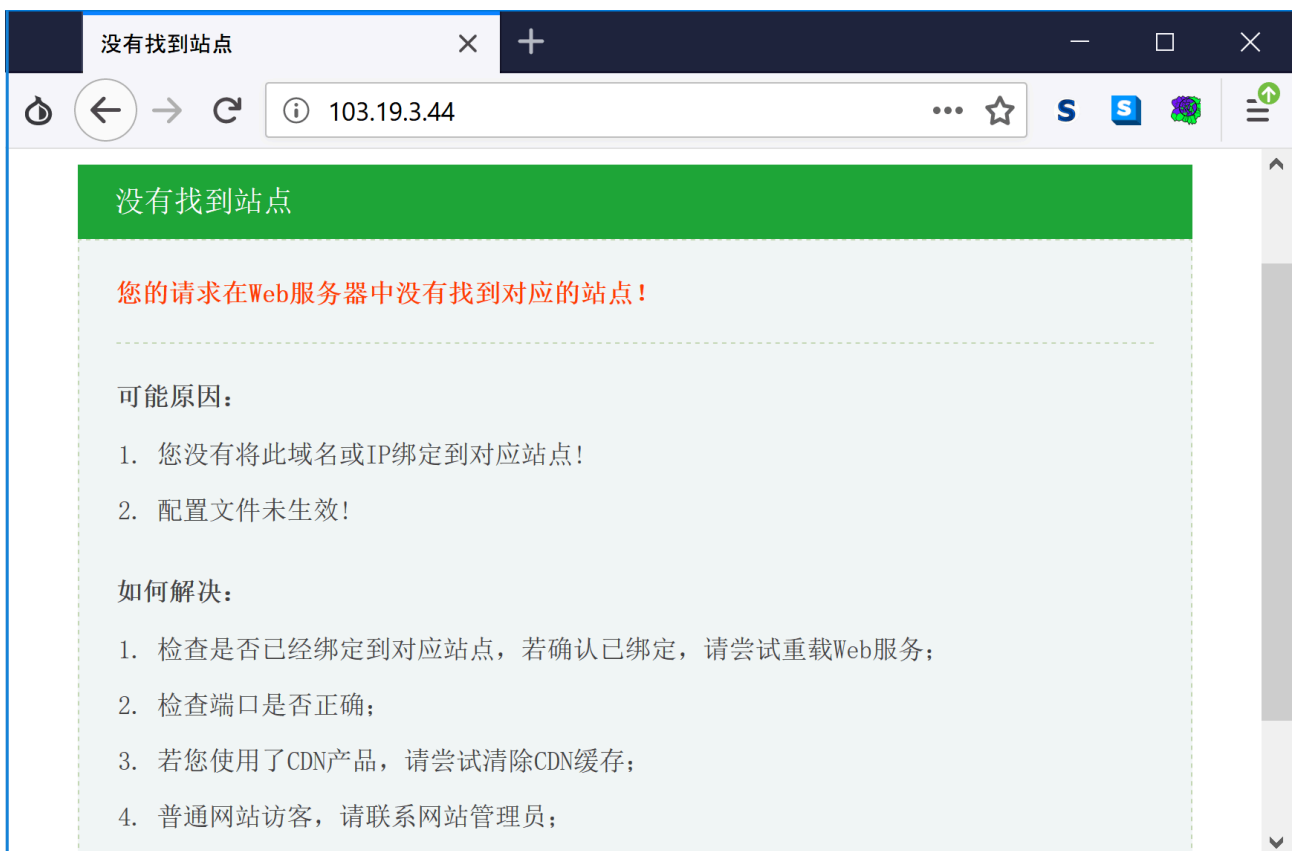 没有找到站点
103.19.3.44
S
S
没有找到站点
您的请求在Web服务器中没有找到对应的站点！
可能原因：
1. 您没有将此域名或IP绑定到对应站点！
2. 配置文件未生效！
如何解决：
1. 检查是否已经绑定到对应站点，若确认已绑定，请尝试重载Web服务；
2. 检查端口是否正确；
3. 若您使用了CDN产品，请尝试清除CDN缓存；
4. 普通网站访客，请联系网站管理员；